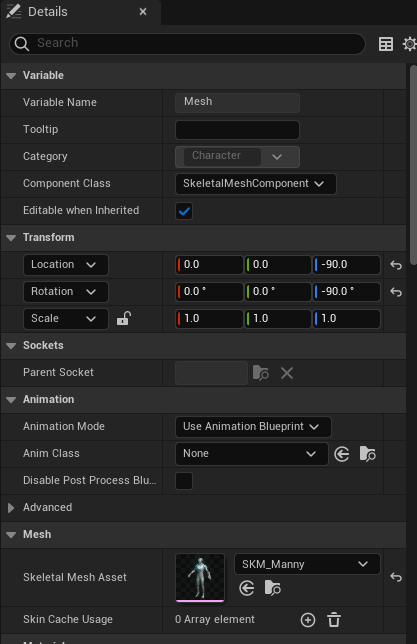 Details
Search
Variable
Variable Name Mesh
Tooltip
Category Character
Component Class SkeletalMeshComponent
Editable when Inherited
Transform
Location 0.0 0.0 -90.0
Rotation 0.0 ° 0.0 ° -90.0 °
Scale 1.0 1.0 1.0
Sockets
Parent Socket
Animation
Animation Mode Use Animation Blueprint
Anim Class None
Disable Post Process Blu...
Advanced
Mesh
Skeletal Mesh Asset SKM_Manny
Skin Cache Usage 0 Array element